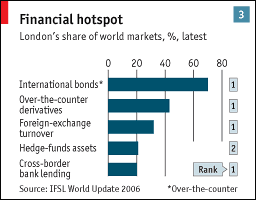 Financial hotspot
3
London's share of world markets, %, latest
0 20 40 60 80
International bonds* 1
Over-the-counter
derivatives 1
Foreign-exchange
turnover 1
Hedge-funds assets 2
Cross-border
bank lending Rank 1
Source: IFSL World Update 2006 *Over-the-counter